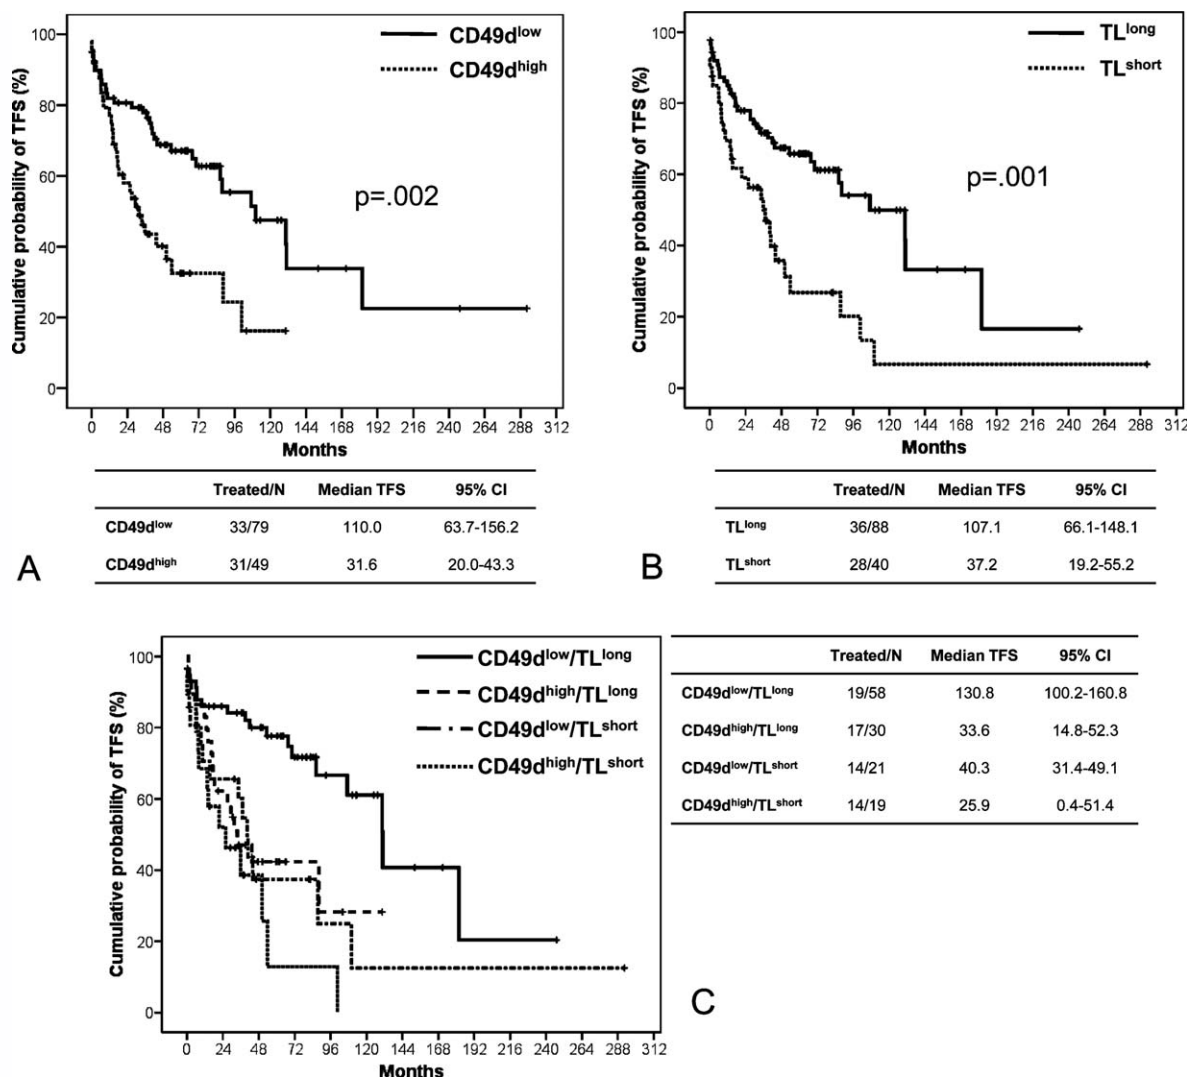 CD49dlow
CD49dhigh
p=.002
Cumulative probability of TFS (%)
100
80
60
40
20
0
0 24 48 72 96 120 144 168 192 216 240 264 288 312
Months
Treated/N Median TFS 95% CI
CD49dlow 33/79 110.0 63.7-156.2
CD49dhigh 31/49 31.6 20.0-43.3
A
TLlong
TLshort
p=.001
Cumulative probability of TFS (%)
100
80
60
40
20
0
0 24 48 72 96 120 144 168 192 216 240 264 288 312
Months
Treated/N Median TFS 95% CI
TLlong 36/88 107.1 66.1-148.1
TLshort 28/40 37.2 19.2-55.2
B
CD49dlow/TLlong
CD49dhigh/TLlong
CD49dlow/TLshort
CD49dhigh/TLshort
Cumulative probability of TFS (%)
100
80
60
40
20
0
0 24 48 72 96 120 144 168 192 216 240 264 288 312
Months
Treated/N Median TFS 95% CI
CD49dlow/TLlong 19/58 130.8 100.2-160.8
CD49dhigh/TLlong 17/30 33.6 14.8-52.3
CD49dlow/TLshort 14/21 40.3 31.4-49.1
CD49dhigh/TLshort 14/19 25.9 0.4-51.4
C